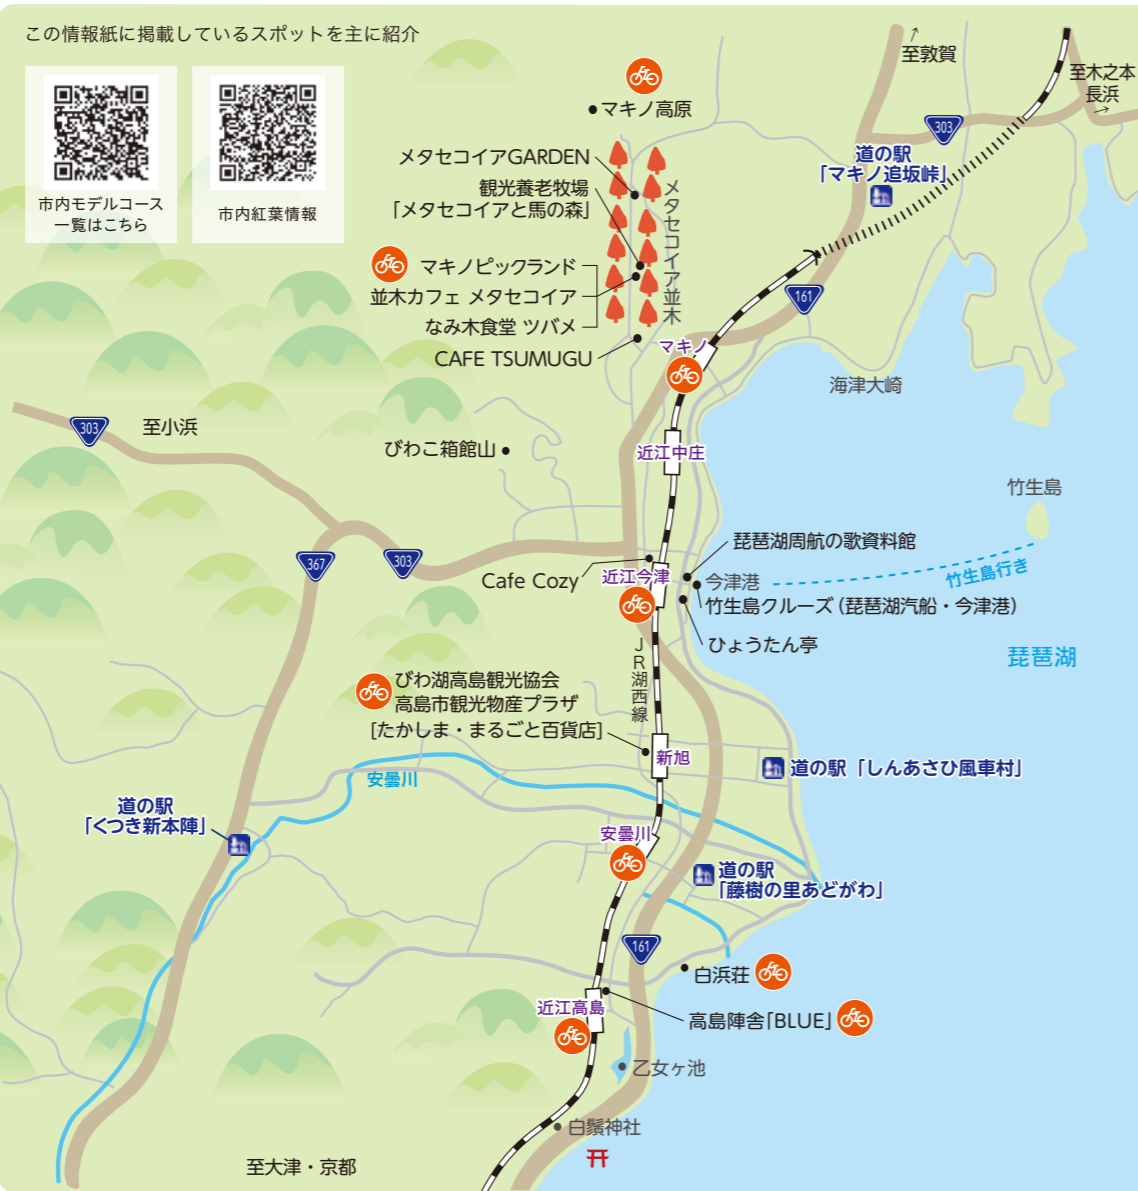 この情報紙に掲載しているスポットを主に紹介
市内モデルコース
一覧はこちら
市内紅葉情報
至敦賀
至木之本
長浜
303
マキノ高原
道の駅
「マキノ追坂峠」
メタセコイアGARDEN
観光養老牧場
「メタセコイアと馬の森」
メタセコイア並木
マキノピックランド
並木カフェ メタセコイア
なみ木食堂 ツバメ
CAFE TSUMUGU
161
マキノ
海津大崎
303
至小浜
びわこ箱館山
近江中庄
竹生島
琵琶湖周航の歌資料館
367
303
Cafe Cozy
近江今津
今津港
竹生島行き
竹生島クルーズ（琵琶湖汽船・今津港）
ひょうたん亭
琵琶湖
JR湖西線
びわ湖高島観光協会
高島市観光物産プラザ
[たかしま・まるごと百貨店]
新旭
道の駅「しんあさひ風車村」
安曇川
道の駅
「くつき新本陣」
安曇川
道の駅
「藤樹の里あどがわ」
161
白浜荘
近江高島
高島陣舎「BLUE」
乙女ヶ池
白鬚神社
至大津・京都